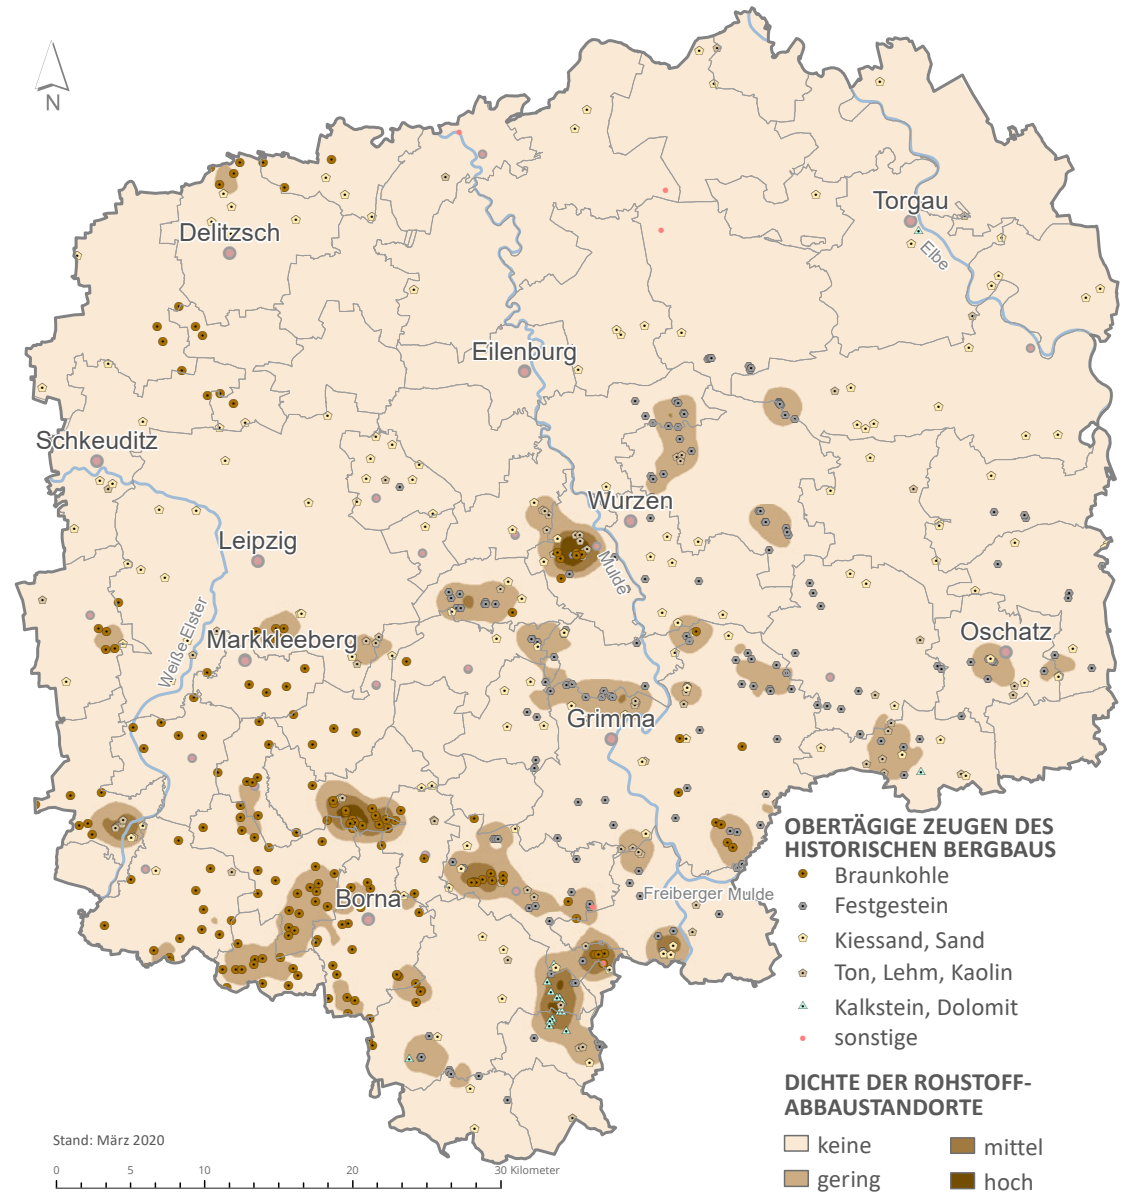 N
Torgau
Delitzsch
Elbe
Eilenburg
Schkeuditz
Wurzen
Leipzig
Mulde
Weiße Elster
Markkleeberg
Oschatz
Grimma
OBERTÄGIGE ZEUGEN DES
HISTORISCHEN BERGBAUS
Braunkohle
Festgestein
Kiessand, Sand
Ton, Lehm, Kaolin
Kalkstein, Dolomit
sonstige
Freiberger Mulde
Borna
DICHTE DER ROHSTOFF-
ABBAUSTANDORTE
keine
mittel
gering
hoch
Stand: März 2020
0 5 10 20 30 Kilometer